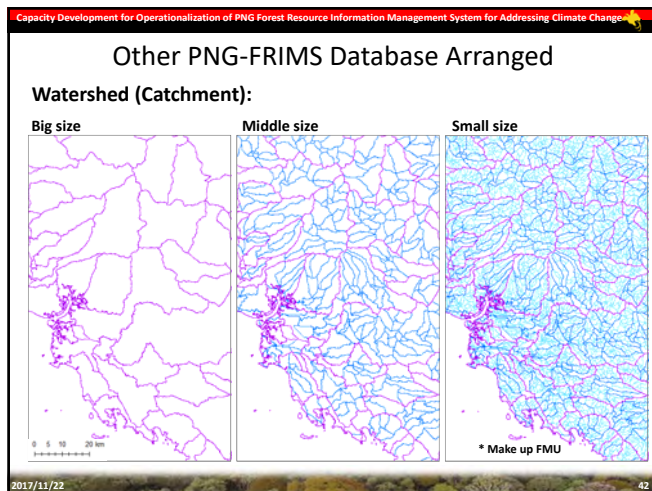 Capacity Development for Operationalization of PNG Forest Resource Information Management System for Addressing Climate Change
Other PNG-FRIMS Database Arranged
Watershed (Catchment):
Big size
Middle size
Small size
0 5 10 20 km
* Make up FMU
2017/11/22
42